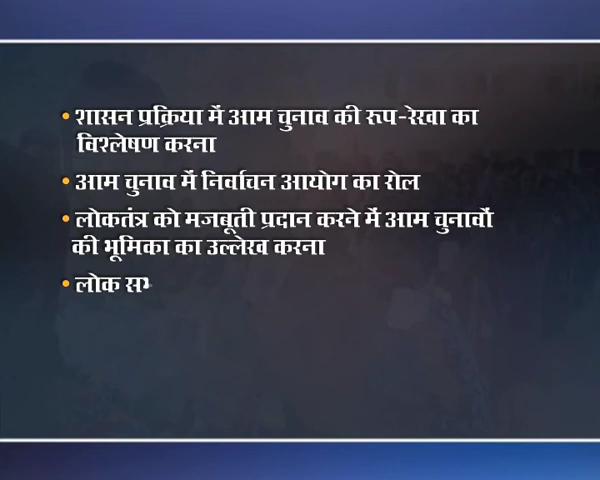 • शासन प्रक्रिया में आम चुनाव की रूप-रेखा का
विश्लेषण करना
• आम चुनाव में निर्वाचन आयोग का रोल
• लोकतंत्र को मजबूती प्रदान करने में आम चुनावों
की भूमिका का उल्लेख करना
• लोक